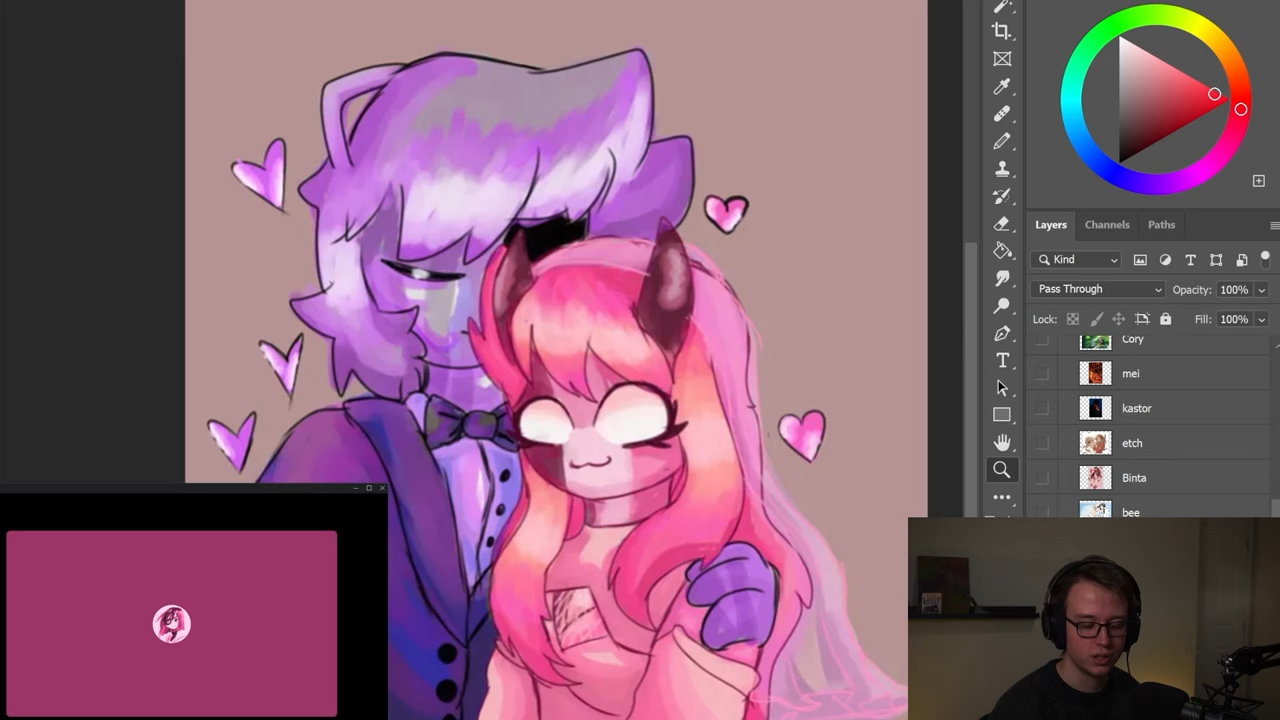 Layers Channels Paths
Kind
Pass Through Opacity: 100%
Lock: Fill: 100%
Cory
mei
kastor
etch
Binta
bee